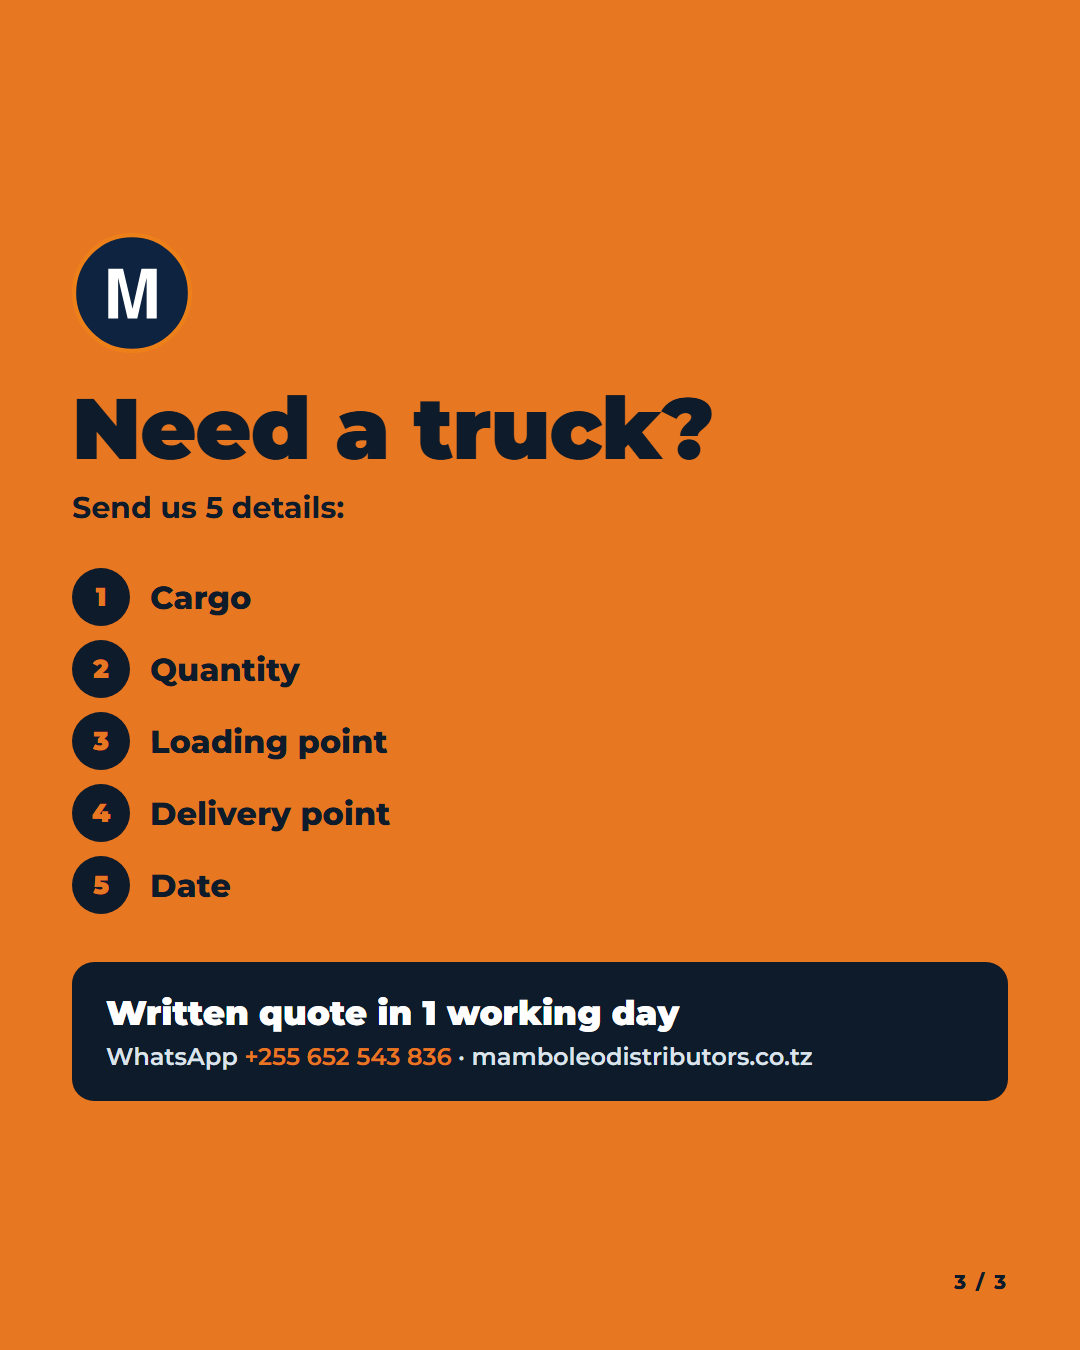 M
Need a truck?
Send us 5 details:
1 Cargo
2 Quantity
3 Loading point
4 Delivery point
5 Date
Written quote in 1 working day
WhatsApp +255 652 543 836 · mamboleodistributors.co.tz
3 / 3